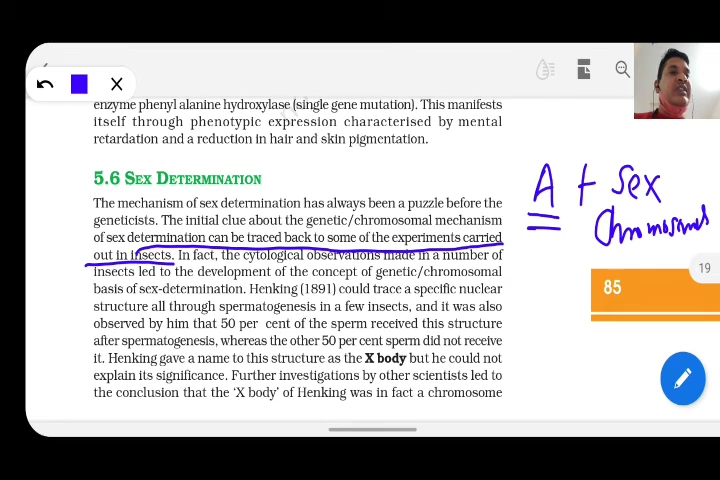 enzyme phenyl alanine hydroxylase (single gene mutation). This manifests
itself through phenotypic expression characterised by mental
retardation and a reduction in hair and skin pigmentation.
5.6 SEX DETERMINATION
The mechanism of sex determination has always been a puzzle before the
geneticists. The initial clue about the genetic/chromosomal mechanism
of sex determination can be traced back to some of the experiments carried
out in insects. In fact, the cytological observations made in a number of
insects led to the development of the concept of genetic/chromosomal
basis of sex-determination. Henking (1891) could trace a specific nuclear
structure all through spermatogenesis in a few insects, and it was also
observed by him that 50 per cent of the sperm received this structure
after spermatogenesis, whereas the other 50 per cent sperm did not receive
it. Henking gave a name to this structure as the X body but he could not
explain its significance. Further investigations by other scientists led to
the conclusion that the ‘X body’ of Henking was in fact a chromosome
A + Sex
Chromosomes
85
19